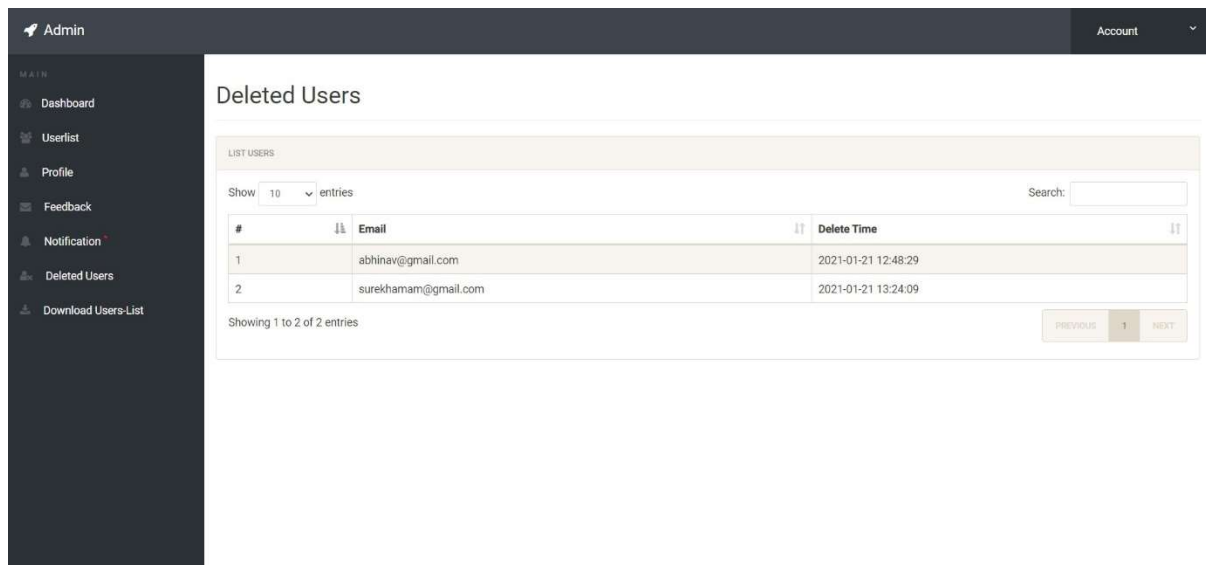 Admin
Account
MAIN
Dashboard
Userlist
Profile
Feedback
Notification *
Deleted Users
Download Users-List
Deleted Users
LIST USERS
Show 10 entries
Search:
# Email Delete Time
1 abhinav@gmail.com 2021-01-21 12:48:29
2 surekhamam@gmail.com 2021-01-21 13:24:09
Showing 1 to 2 of 2 entries
PREVIOUS 1 NEXT